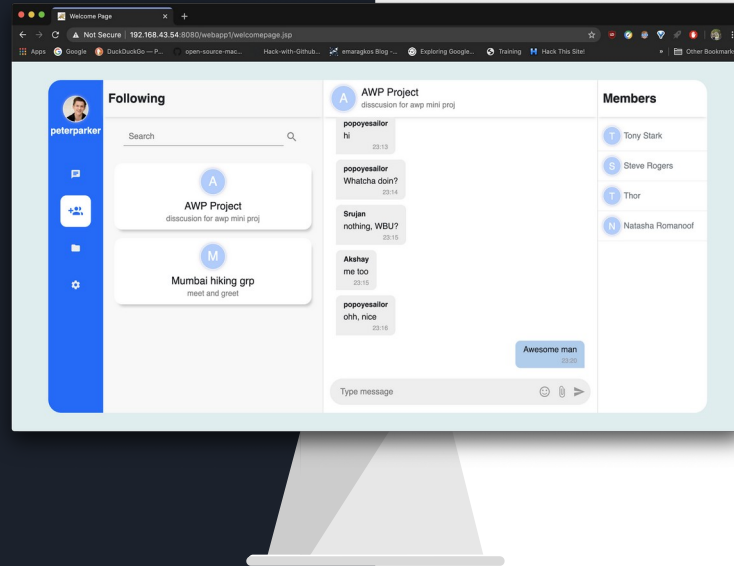 Welcome Page
Not Secure | 192.168.43.54:8080/webapp1/welcomepage.jsp
Apps Google DuckDuckGo — P... open-source-mac... Hack-with-Github... emaragkos Blog -... Exploring Google... Training Hack This Site! » Other Bookmarks
peterparker
Following
Search
A
AWP Project
disscusion for awp mini proj
M
Mumbai hiking grp
meet and greet
A
AWP Project
disscusion for awp mini proj
popoyesailor
hi
23:13
popoyesailor
Whatcha doin?
23:14
Srujan
nothing, WBU?
23:15
Akshay
me too
23:15
popoyesailor
ohh, nice
23:16
Awesome man
23:20
Type message
Members
T Tony Stark
S Steve Rogers
T Thor
N Natasha Romanoof